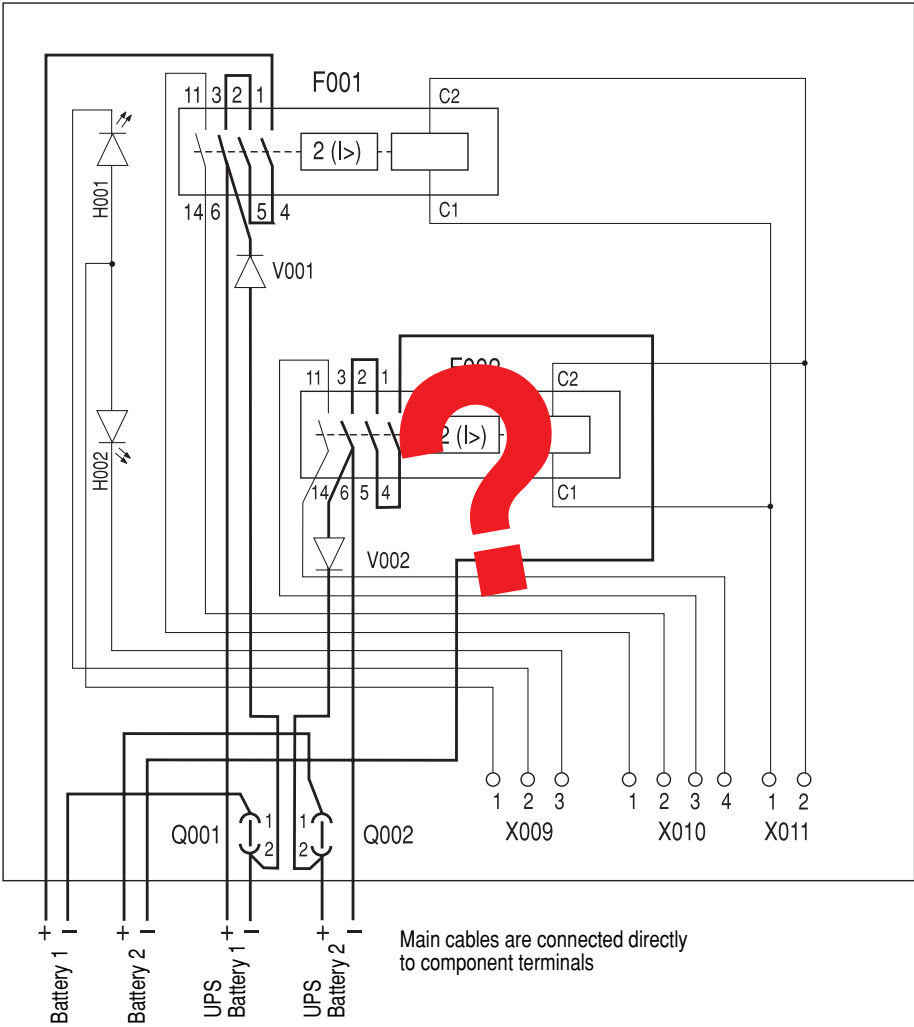 F001
11 3 2 1
C2
2 (I>)
H001
14 6 5 4
C1
V001
11 3 2 1
C2
2 (I>)
H002
14 6 5 4
C1
V002
?
1 2 3
1 2 3 4
1 2
X009
X010
X011
Q001
1
2
1
2
Q002
+ –
Battery 1
+ –
Battery 2
+ –
UPS
Battery 1
+ –
UPS
Battery 2
Main cables are connected directly
to component terminals